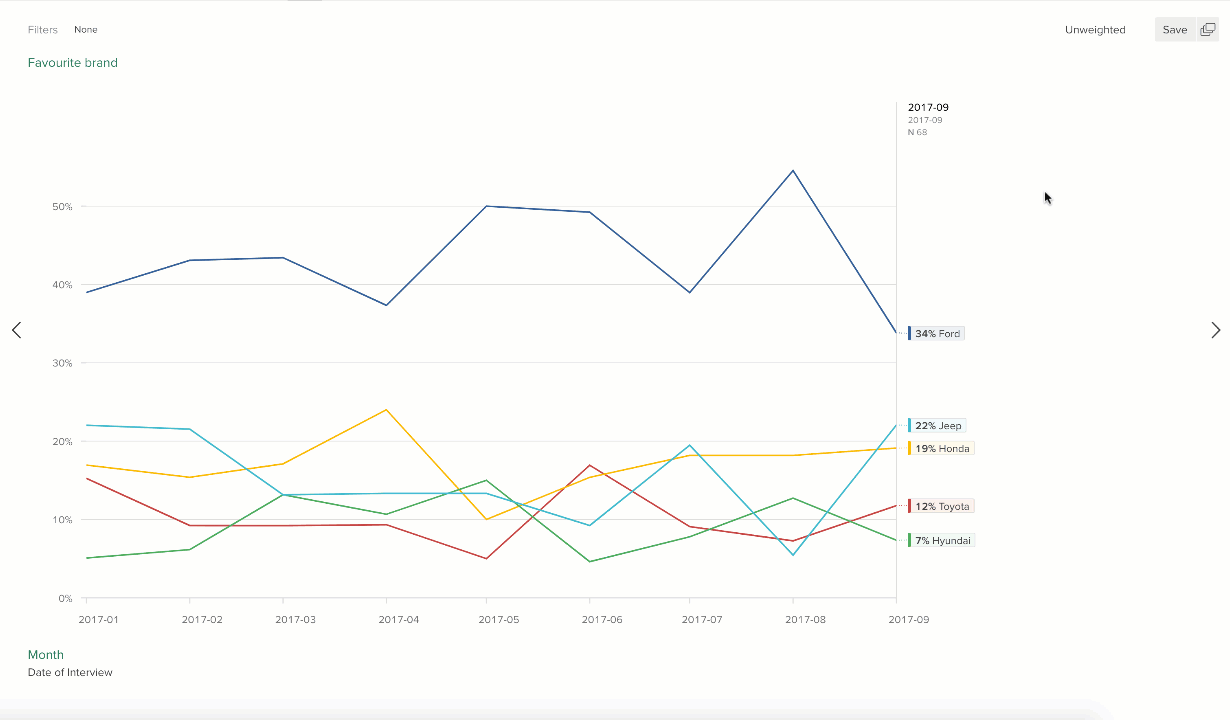 Filters None
Unweighted
Save
Favourite brand
2017-09
2017-09
N 68
50%
40%
30%
20%
10%
0%
34% Ford
22% Jeep
19% Honda
12% Toyota
7% Hyundai
2017-01 2017-02 2017-03 2017-04 2017-05 2017-06 2017-07 2017-08 2017-09
Month
Date of Interview